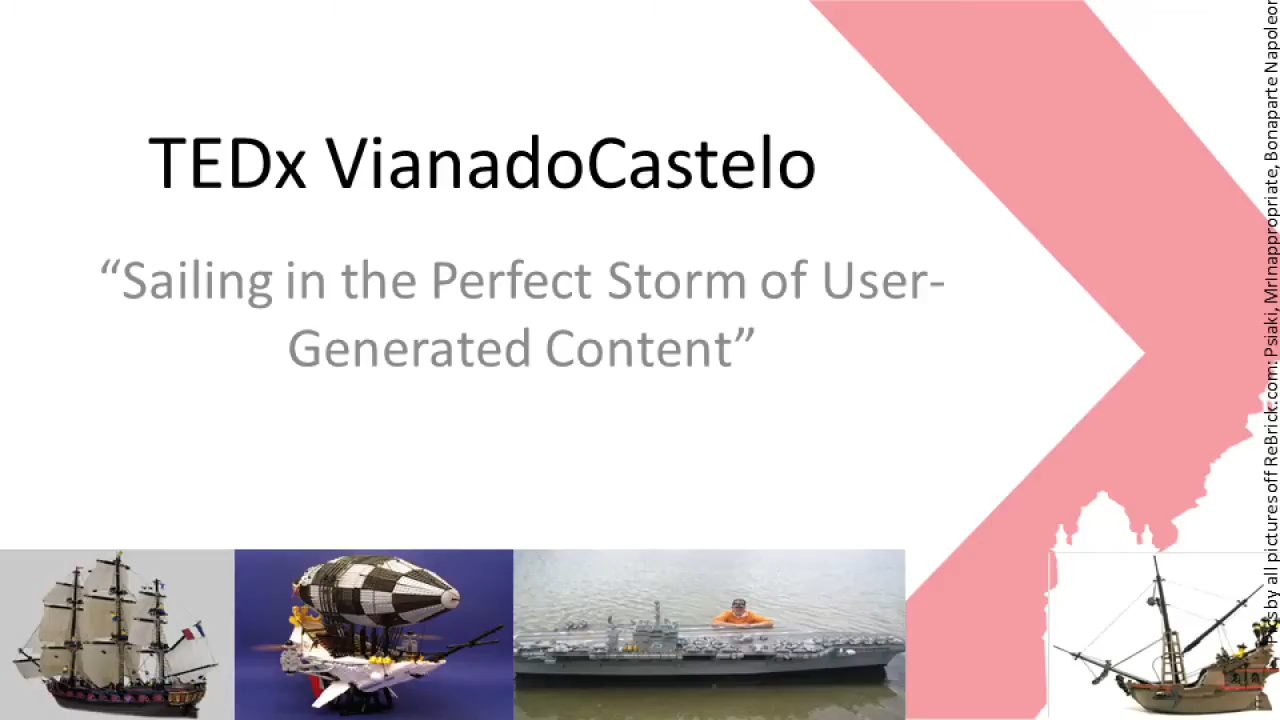 TEDx VianadoCastelo
“Sailing in the Perfect Storm of User-
Generated Content”
by all pictures off ReBrick.com: Psiaki, MrInappropriate, Bonaparte Napoleon